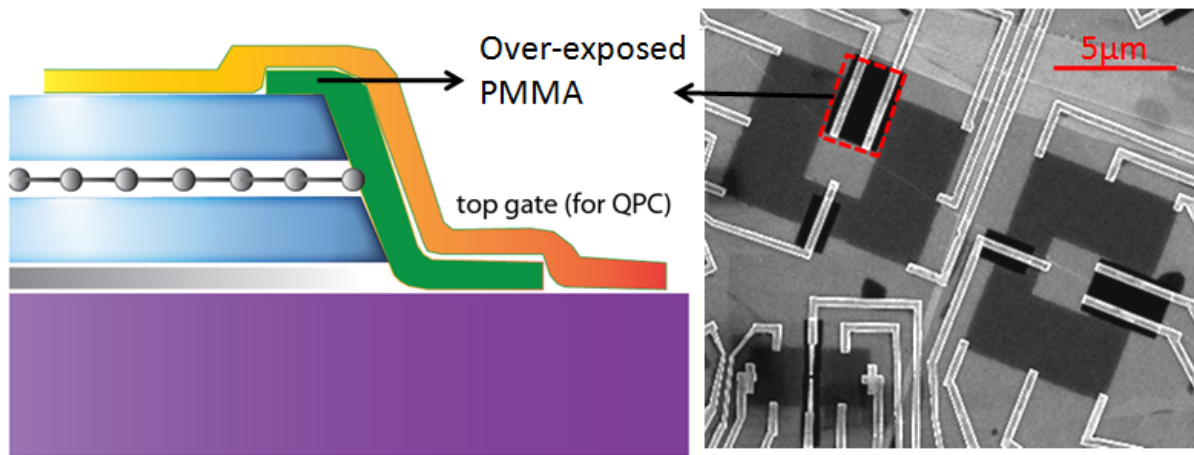 Over-exposed
PMMA
5μm
top gate (for QPC)